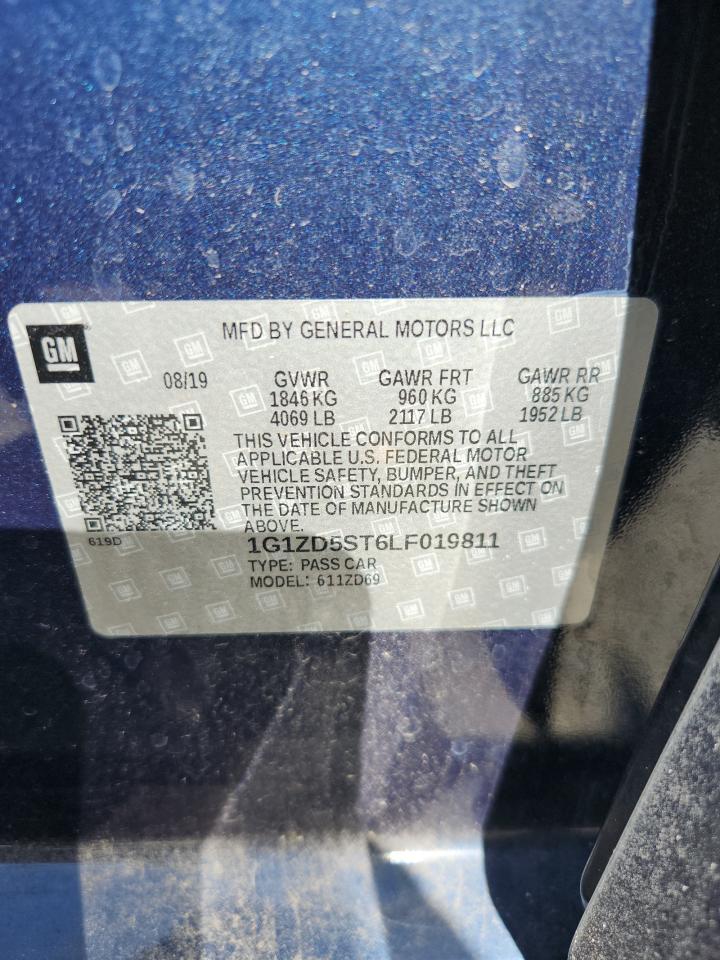 GM
MFD BY GENERAL MOTORS LLC
08/19 GVWR GAWR FRT GAWR RR
1846 KG 960 KG 885 KG
4069 LB 2117 LB 1952 LB
THIS VEHICLE CONFORMS TO ALL
APPLICABLE U.S. FEDERAL MOTOR
VEHICLE SAFETY, BUMPER, AND THEFT
PREVENTION STANDARDS IN EFFECT ON
THE DATE OF MANUFACTURE SHOWN
ABOVE.
619D
1G1ZD5ST6LF019811
TYPE: PASS CAR
MODEL: 611ZD69